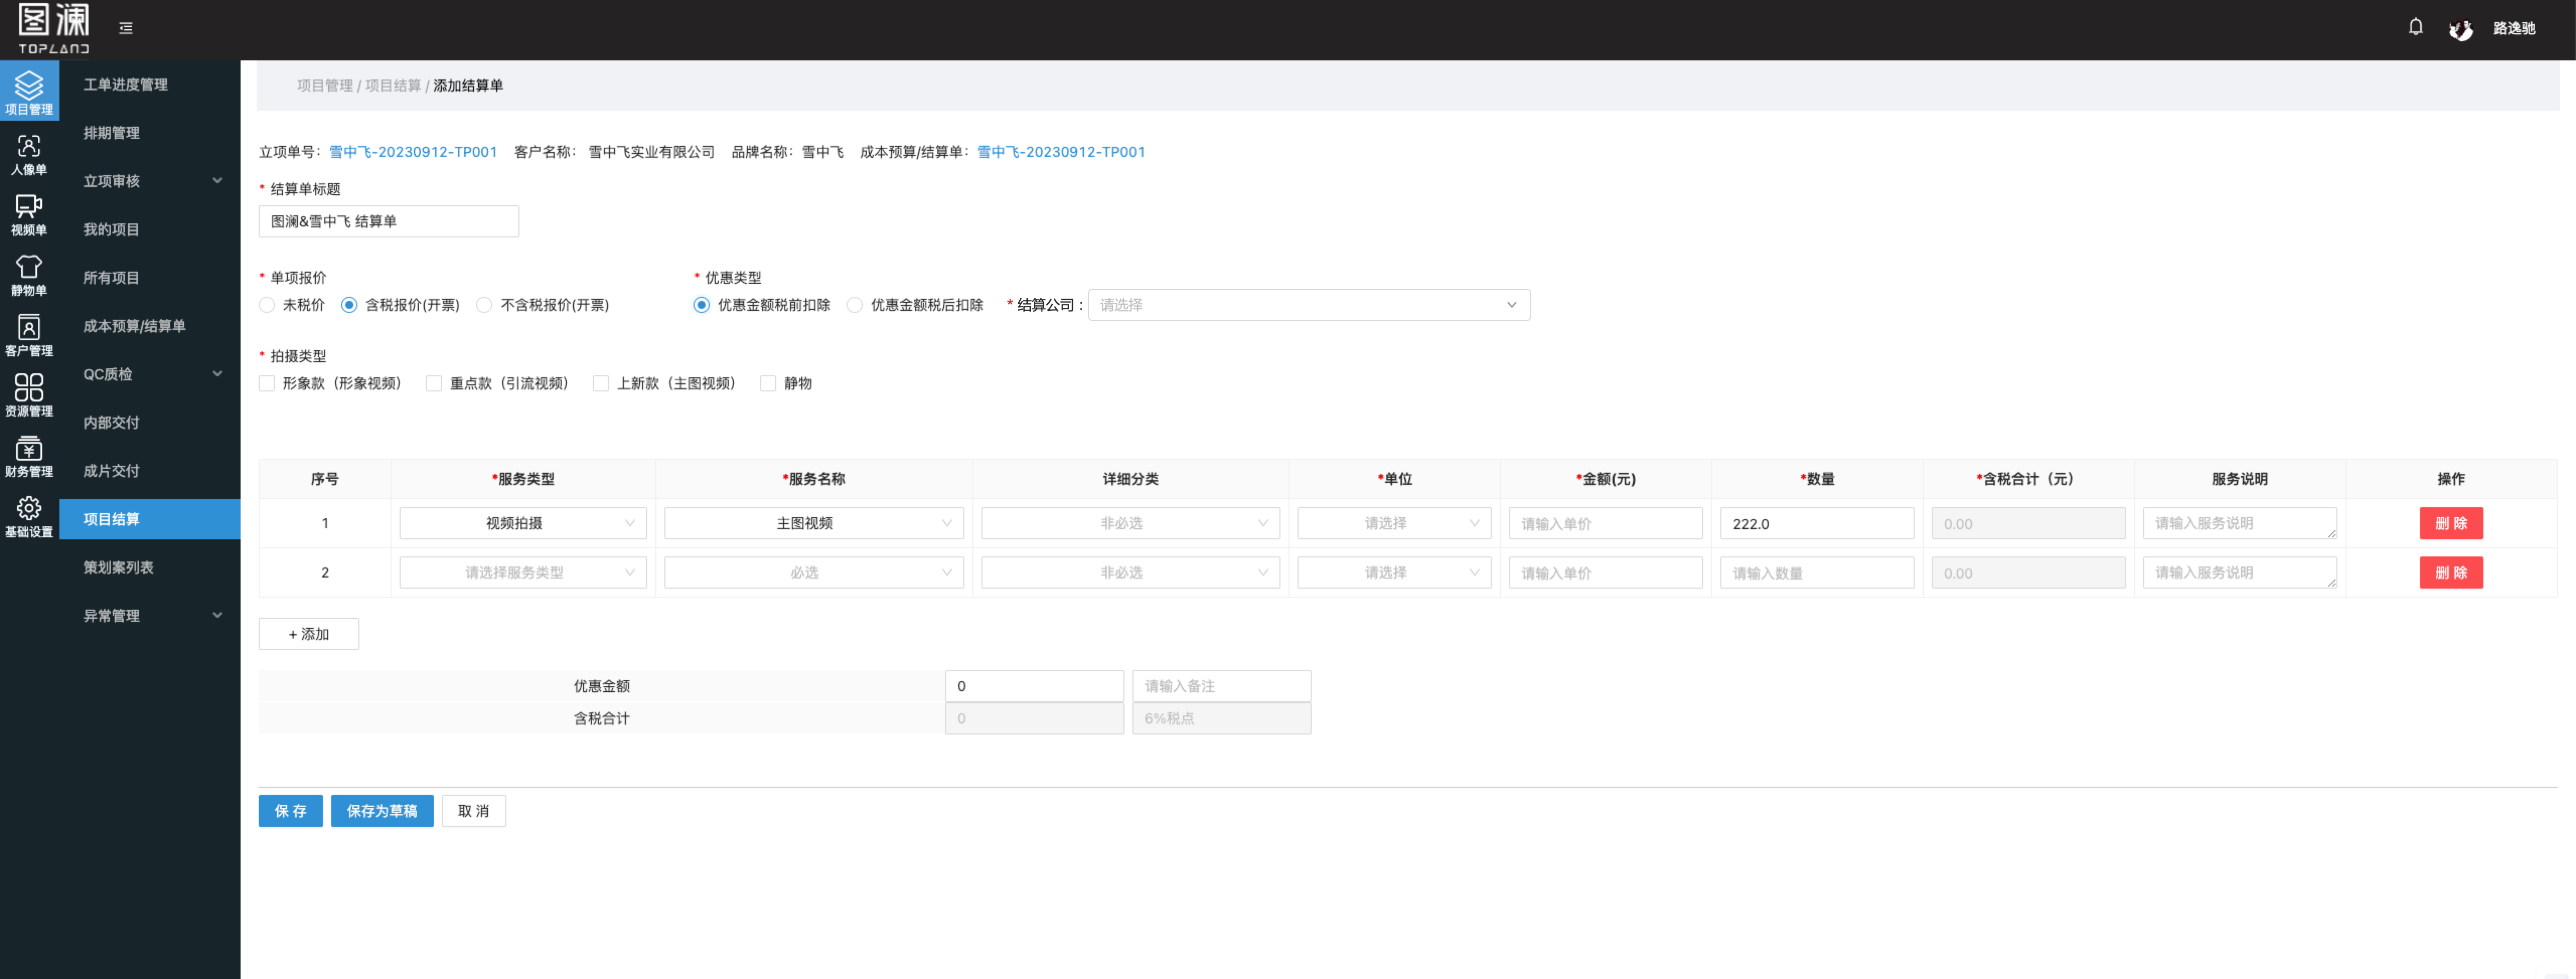 图澜
TOPLAND
路逸驰
项目管理
人像单
视频单
静物单
客户管理
资源管理
财务管理
基础设置
工单进度管理
排期管理
立项审核
我的项目
所有项目
成本预算/结算单
QC质检
内部交付
成片交付
项目结算
策划案列表
异常管理
项目管理 / 项目结算 / 添加结算单
立项单号：雪中飞-20230912-TP001 客户名称： 雪中飞实业有限公司 品牌名称：雪中飞 成本预算/结算单：雪中飞-20230912-TP001
* 结算单标题
图澜&雪中飞 结算单
* 单项报价 * 优惠类型
未税价 含税报价(开票) 不含税报价(开票) 优惠金额税前扣除 优惠金额税后扣除 * 结算公司 : 请选择
* 拍摄类型
形象款（形象视频） 重点款（引流视频） 上新款（主图视频） 静物
序号 *服务类型 *服务名称 详细分类 *单位 *金额(元) *数量 *含税合计（元） 服务说明 操作
1 视频拍摄 主图视频 非必选 请选择 请输入单价 222.0 0.00 请输入服务说明 删 除
2 请选择服务类型 必选 非必选 请选择 请输入单价 请输入数量 0.00 请输入服务说明 删 除
+ 添加
优惠金额 0 请输入备注
含税合计 0 6%税点
保 存 保存为草稿 取 消